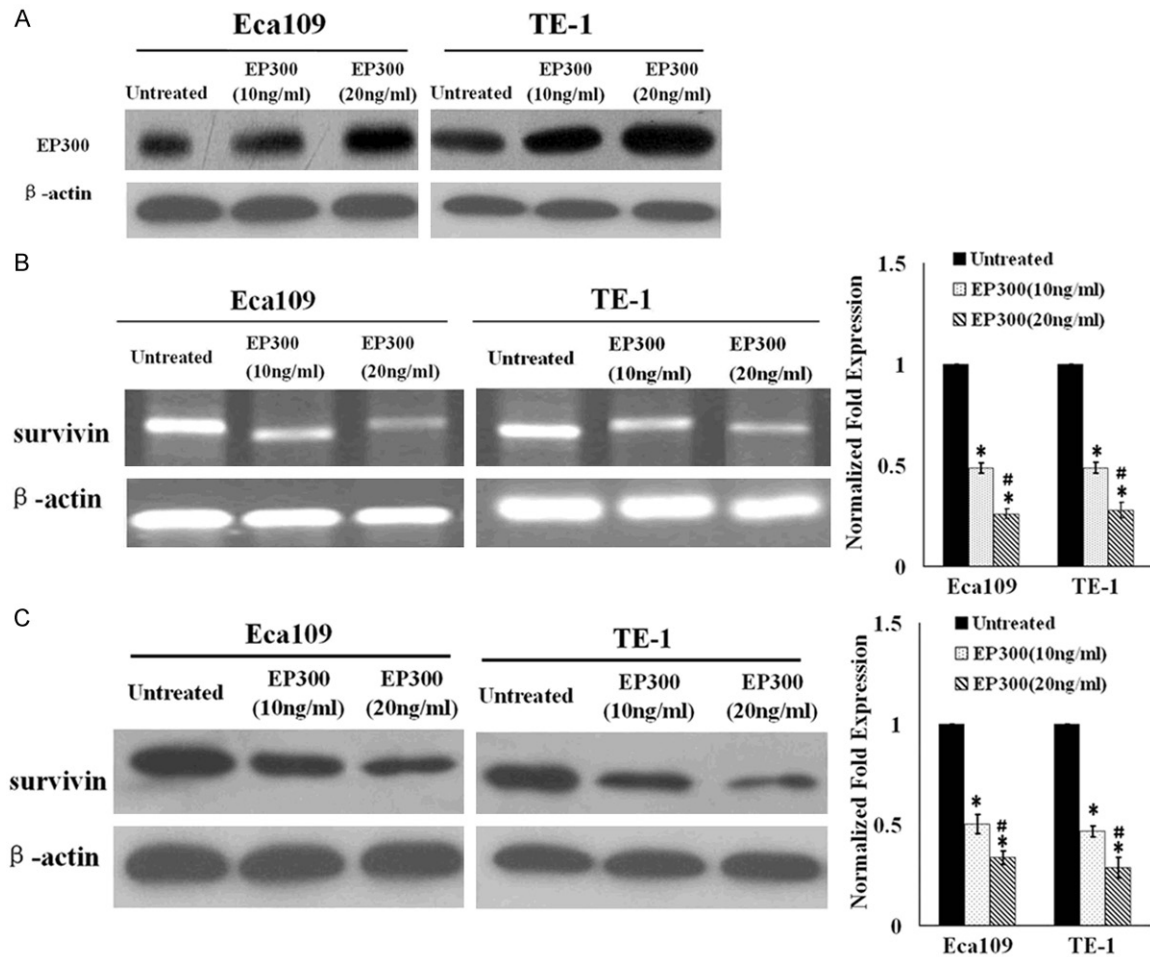 A
Eca109 TE-1
Untreated EP300 (10ng/ml) EP300 (20ng/ml) Untreated EP300 (10ng/ml) EP300 (20ng/ml)
EP300
β-actin
B
Eca109 TE-1
Untreated EP300 (10ng/ml) EP300 (20ng/ml) Untreated EP300 (10ng/ml) EP300 (20ng/ml)
survivin
β-actin
Normalized Fold Expression
1.5
1
0.5
0
Untreated
EP300(10ng/ml)
EP300(20ng/ml)
* # * * # *
Eca109 TE-1
C
Eca109 TE-1
Untreated EP300 (10ng/ml) EP300 (20ng/ml) Untreated EP300 (10ng/ml) EP300 (20ng/ml)
survivin
β-actin
Normalized Fold Expression
1.5
1
0.5
0
Untreated
EP300(10ng/ml)
EP300(20ng/ml)
* # * * # *
Eca109 TE-1